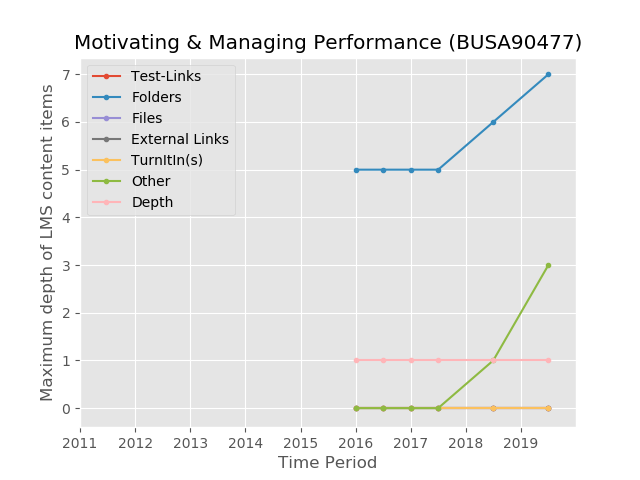 Motivating & Managing Performance (BUSA90477)
Test-Links
Folders
Files
External Links
TurnItIn(s)
Other
Depth
Maximum depth of LMS content items
7
6
5
4
3
2
1
0
2011 2012 2013 2014 2015 2016 2017 2018 2019
Time Period